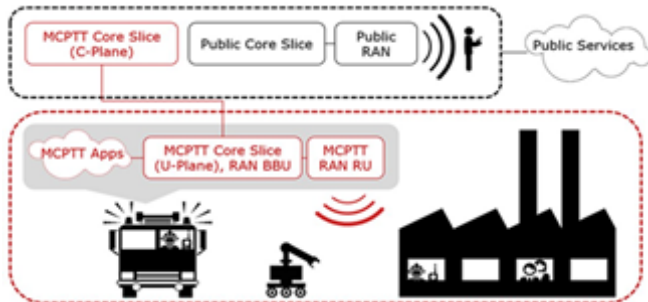 MCPTT Core Slice
(C-Plane)
Public Core Slice
Public
RAN
Public Services
MCPTT Apps
MCPTT Core Slice
(U-Plane), RAN BBU
MCPTT
RAN RU